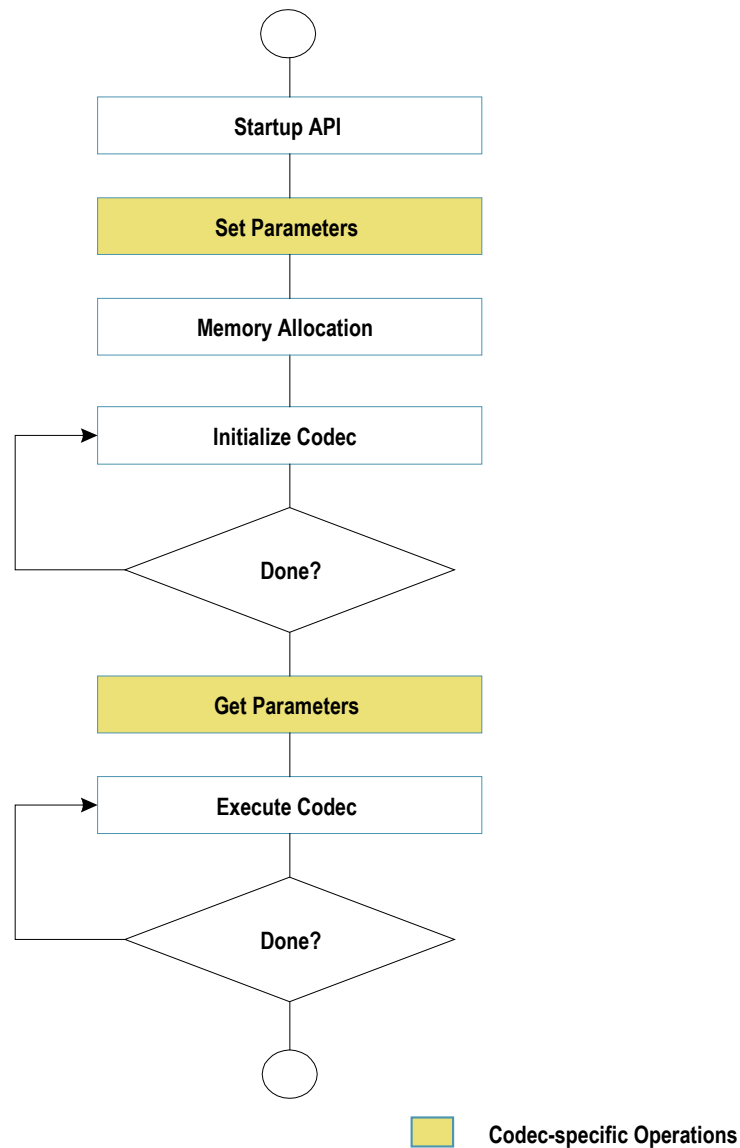 Startup API
Set Parameters
Memory Allocation
Initialize Codec
Done?
Get Parameters
Execute Codec
Done?
Codec-specific Operations